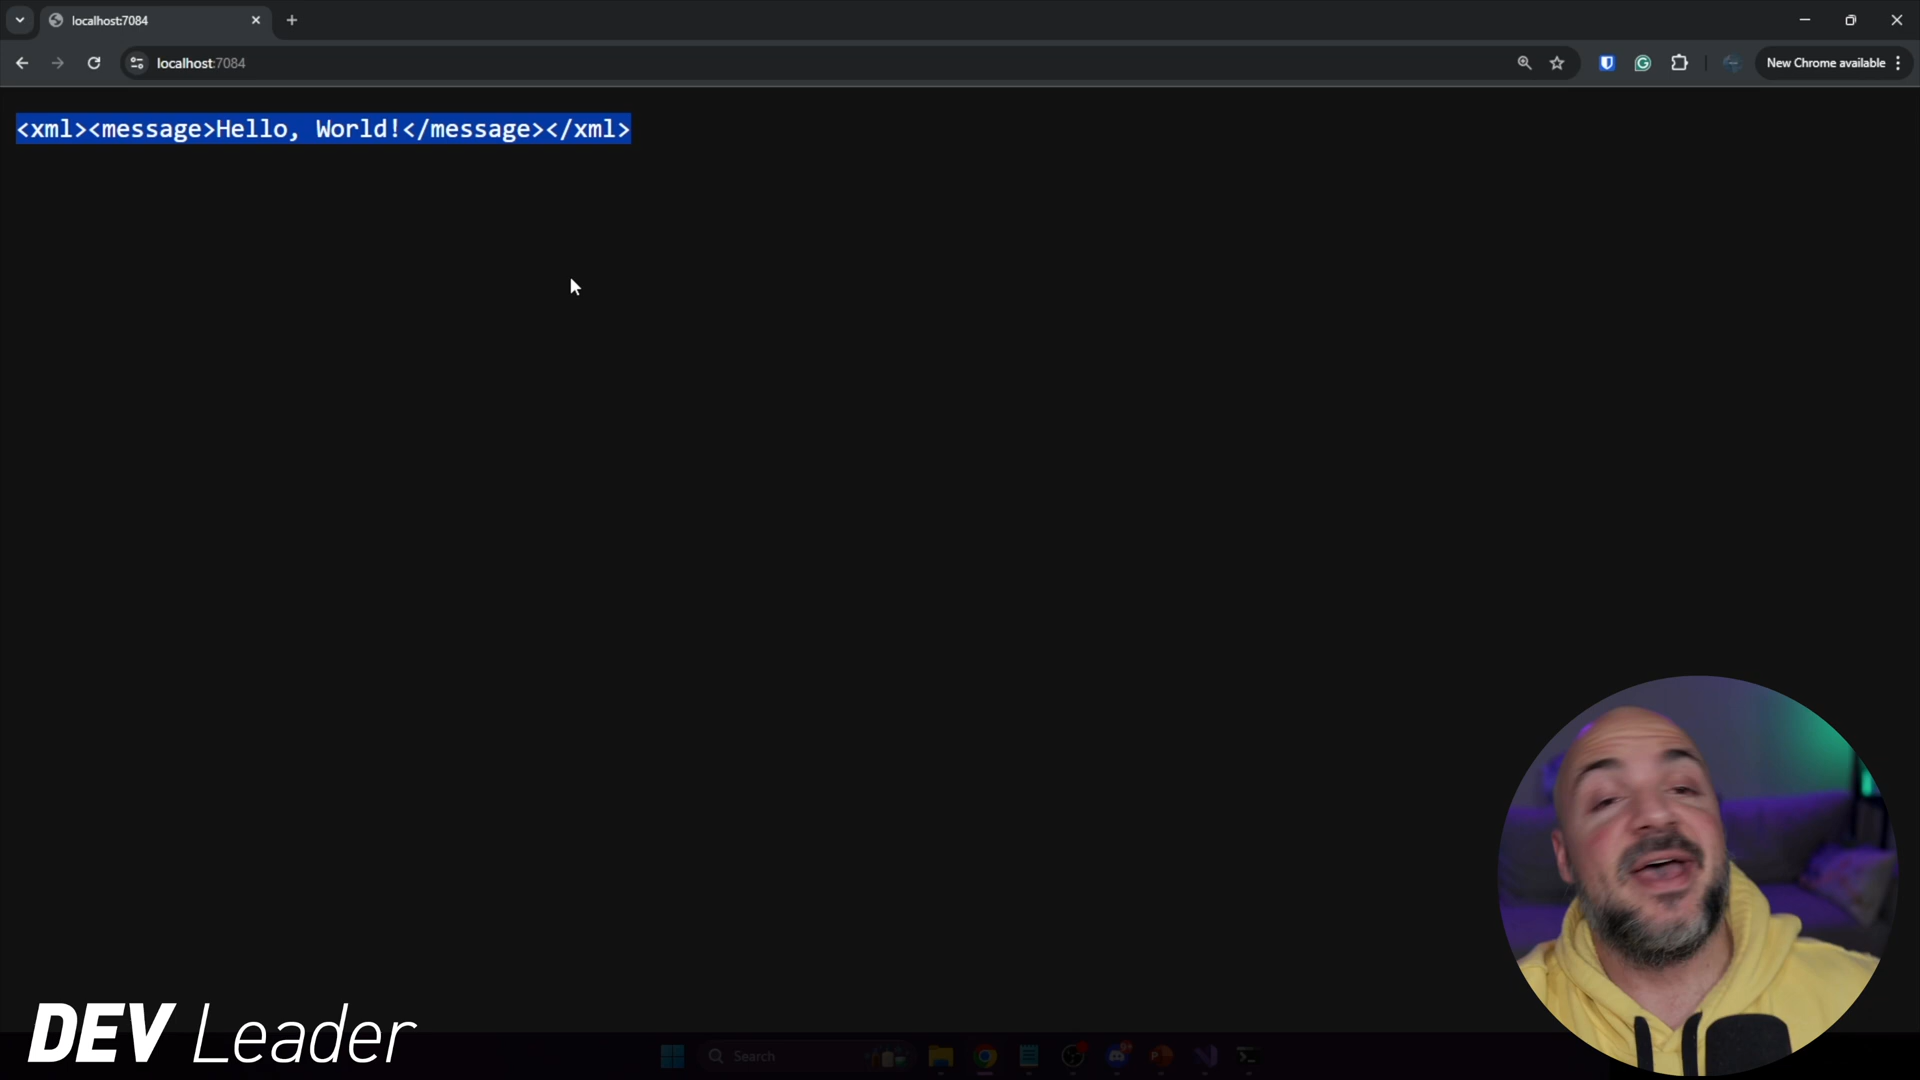 localhost:7084
localhost:7084
New Chrome available
<xml><message>Hello, World!</message></xml>
DEV Leader
Search